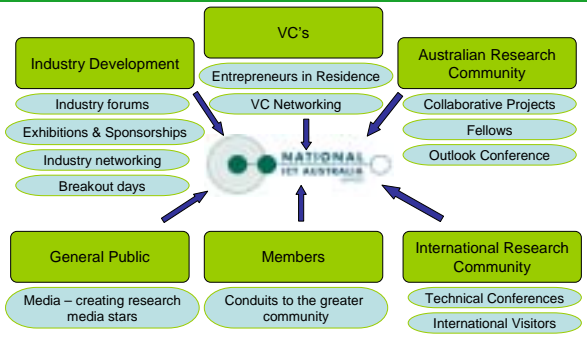 VC's
Industry Development
Australian Research
Community
Entrepreneurs in Residence
VC Networking
Industry forums
Exhibitions & Sponsorships
Industry networking
Breakout days
Collaborative Projects
Fellows
Outlook Conference
NATIONAL
ICT AUSTRALIA
General Public
Members
International Research
Community
Media – creating research
media stars
Conduits to the greater
community
Technical Conferences
International Visitors